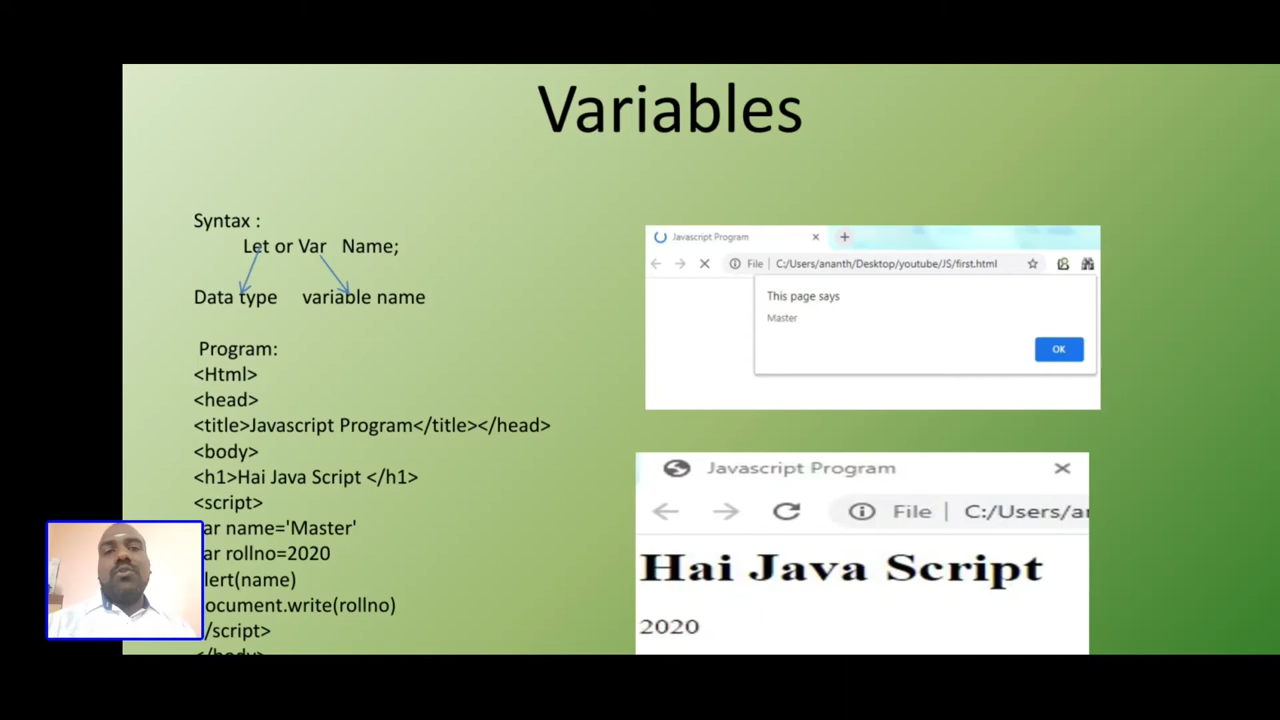 Variables
Syntax :
Let or Var Name;
Data type variable name
Program:
<Html>
<head>
<title>Javascript Program</title></head>
<body>
<h1>Hai Java Script </h1>
<script>
ar name='Master'
ar rollno=2020
lert(name)
ocument.write(rollno)
/script>
</body>
Javascript Program
File | C:/Users/ananth/Desktop/youtube/JS/first.html
This page says
Master
OK
Javascript Program
File | C:/Users/a
Hai Java Script
2020